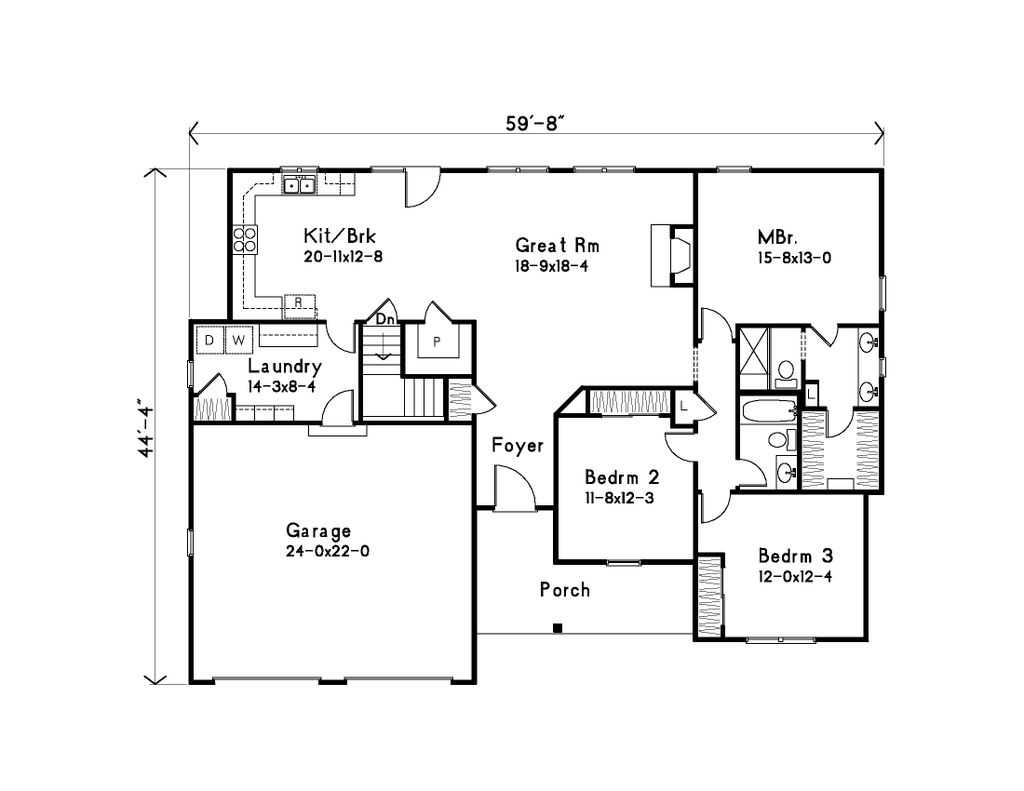 59'-8"
44'-4"
Kit/Brk
20-11x12-8
Great Rm
18-9x18-4
MBr.
15-8x13-0
R
Dn
P
D W
Laundry
14-3x8-4
L
L
Foyer
Bedrm 2
11-8x12-3
Garage
24-0x22-0
Bedrm 3
12-0x12-4
Porch